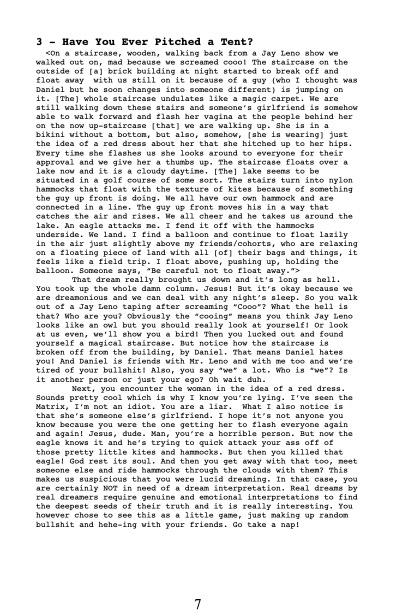 3 - Have You Ever Pitched a Tent?
<On a staircase, wooden, walking back from a Jay Leno show we
walked out on, mad because we screamed cooo! The staircase on the
outside of [a] brick building at night started to break off and
float away  with us still on it because of a guy (who I thought was
Daniel but he soon changes into someone different) is jumping on
it. [The] whole staircase undulates like a magic carpet. We are
still walking down these stairs and someone's girlfriend is somehow
able to walk forward and flash her vagina at the people behind her
on the now up-staircase [that] we are walking up. She is in a
bikini without a bottom, but also, somehow, [she is wearing] just
the idea of a red dress about her that she hitched up to her hips.
Every time she flashes us she looks around to everyone for their
approval and we give her a thumbs up. The staircase floats over a
lake now and it is a cloudy daytime. [The] lake seems to be
situated in a golf course of some sort. The stairs turn into nylon
hammocks that float with the texture of kites because of something
the guy up front is doing. We all have our own hammock and are
connected in a line. The guy up front moves his in a way that
catches the air and rises. We all cheer and he takes us around the
lake. An eagle attacks me. I fend it off with the hammocks
underside. We land. I find a balloon and continue to float lazily
in the air just slightly above my friends/cohorts, who are relaxing
on a floating piece of land with all [of] their bags and things, it
feels like a field trip. I float above, pushing up, holding the
balloon. Someone says, "Be careful not to float away.">
That dream really brought us down and it's long as hell.
You took up the whole damn column. Jesus! But it's okay because we
are dreamonious and we can deal with any night's sleep. So you walk
out of a Jay Leno taping after screaming "Cooo"? What the hell is
that? Who are you? Obviously the "cooing" means you think Jay Leno
looks like an owl but you should really look at yourself! Or look
at us even, we'll show you a bird! Then you lucked out and found
yourself a magical staircase. But notice how the staircase is
broken off from the building, by Daniel. That means Daniel hates
you! And Daniel is friends with Mr. Leno and with me too and we're
tired of your bullshit! Also, you say "we" a lot. Who is "we"? Is
it another person or just your ego? Oh wait duh.
Next, you encounter the woman in the idea of a red dress.
Sounds pretty cool which is why I know you're lying. I've seen the
Matrix, I'm not an idiot. You are a liar.  What I also notice is
that she's someone else's girlfriend. I hope it's not anyone you
know because you were the one getting her to flash everyone again
and again! Jesus, dude. Man, you're a horrible person. But now the
eagle knows it and he's trying to quick attack your ass off of
those pretty little kites and hammocks. But then you killed that
eagle! God rest its soul. And then you get away with that too, meet
someone else and ride hammocks through the clouds with them? This
makes us suspicious that you were lucid dreaming. In that case, you
are certainly NOT in need of a dream interpretation. Real dreams by
real dreamers require genuine and emotional interpretations to find
the deepest seeds of their truth and it is really interesting. You
however chose to see this as a little game, just making up random
bullshit and hehe-ing with your friends. Go take a nap!
7